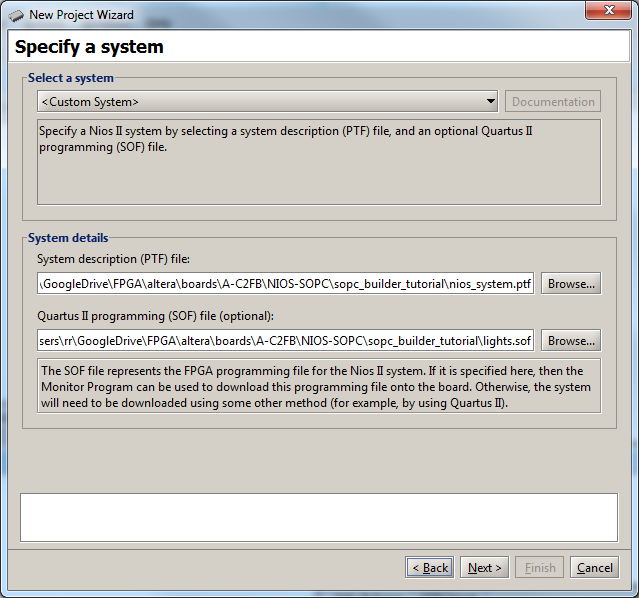 New Project Wizard
Specify a system
Select a system
<Custom System>
Documentation
Specify a Nios II system by selecting a system description (PTF) file, and an optional Quartus II
programming (SOF) file.
System details
System description (PTF) file:
\GoogleDrive\FPGA\altera\boards\A-C2FB\NIOS-SOPC\sopc_builder_tutorial\nios_system.ptf
Browse...
Quartus II programming (SOF) file (optional):
sers\rr\GoogleDrive\FPGA\altera\boards\A-C2FB\NIOS-SOPC\sopc_builder_tutorial\lights.sof
Browse...
The SOF file represents the FPGA programming file for the Nios II system. If it is specified here, then the
Monitor Program can be used to download this programming file onto the board. Otherwise, the system
will need to be downloaded using some other method (for example, by using Quartus II).
< Back
Next >
Finish
Cancel